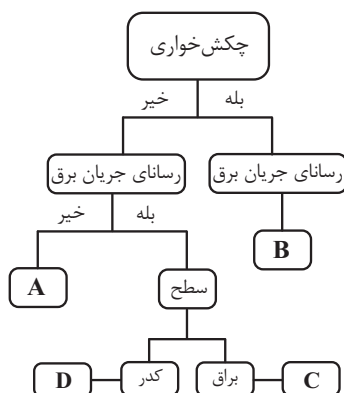 چکش‌خواری
بله
خیر
رسانای جریان برق
رسانای جریان برق
بله
خیر
B
A
سطح
براق
کدر
C
D